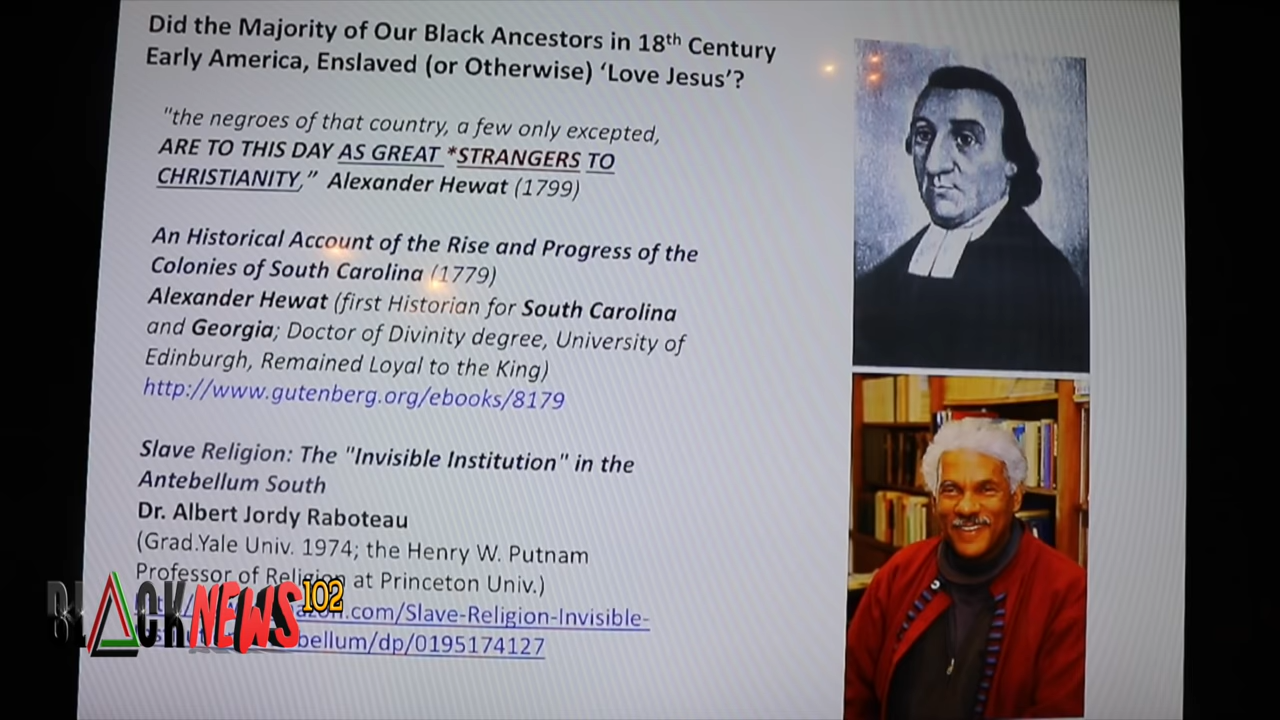 Did the Majority of Our Black Ancestors in 18th Century
Early America, Enslaved (or Otherwise) ‘Love Jesus’?
"the negroes of that country, a few only excepted,
ARE TO THIS DAY AS GREAT *STRANGERS TO
CHRISTIANITY,” Alexander Hewat (1799)
An Historical Account of the Rise and Progress of the
Colonies of South Carolina (1779)
Alexander Hewat (first Historian for South Carolina
and Georgia; Doctor of Divinity degree, University of
Edinburgh, Remained Loyal to the King)
http://www.gutenberg.org/ebooks/8179
Slave Religion: The "Invisible Institution" in the
Antebellum South
Dr. Albert Jordy Raboteau
(Grad.Yale Univ. 1974; the Henry W. Putnam
Professor of Religion at Princeton Univ.)
.com/Slave-Religion-Invisible-
bellum/dp/0195174127
BLACK NEWS 102